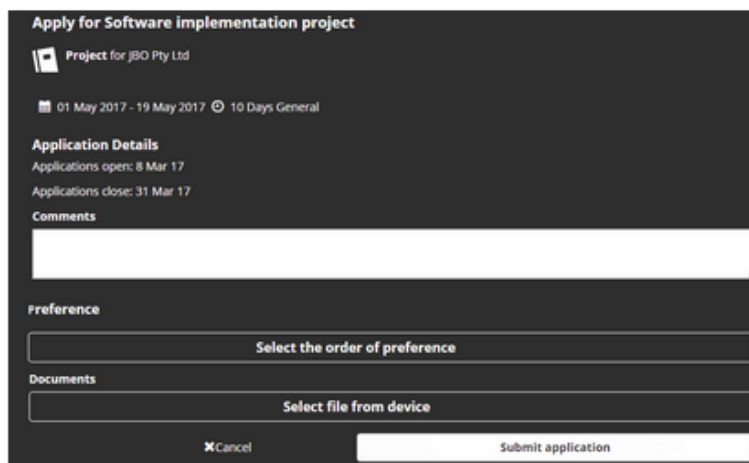 Apply for Software implementation project
Project for JBO Pty Ltd
01 May 2017 - 19 May 2017 10 Days General
Application Details
Applications open: 8 Mar 17
Applications close: 31 Mar 17
Comments
Preference
Select the order of preference
Documents
Select file from device
✖Cancel Submit application